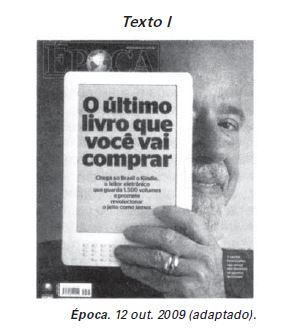 Texto I
ÉPOCA
O último
livro que
você vai
comprar
Chega ao Brasil o Kindle,
o leitor eletrônico
que guarda 1.500 volumes
e promete
revolucionar
o jeito como lemos
Época. 12 out. 2009 (adaptado).